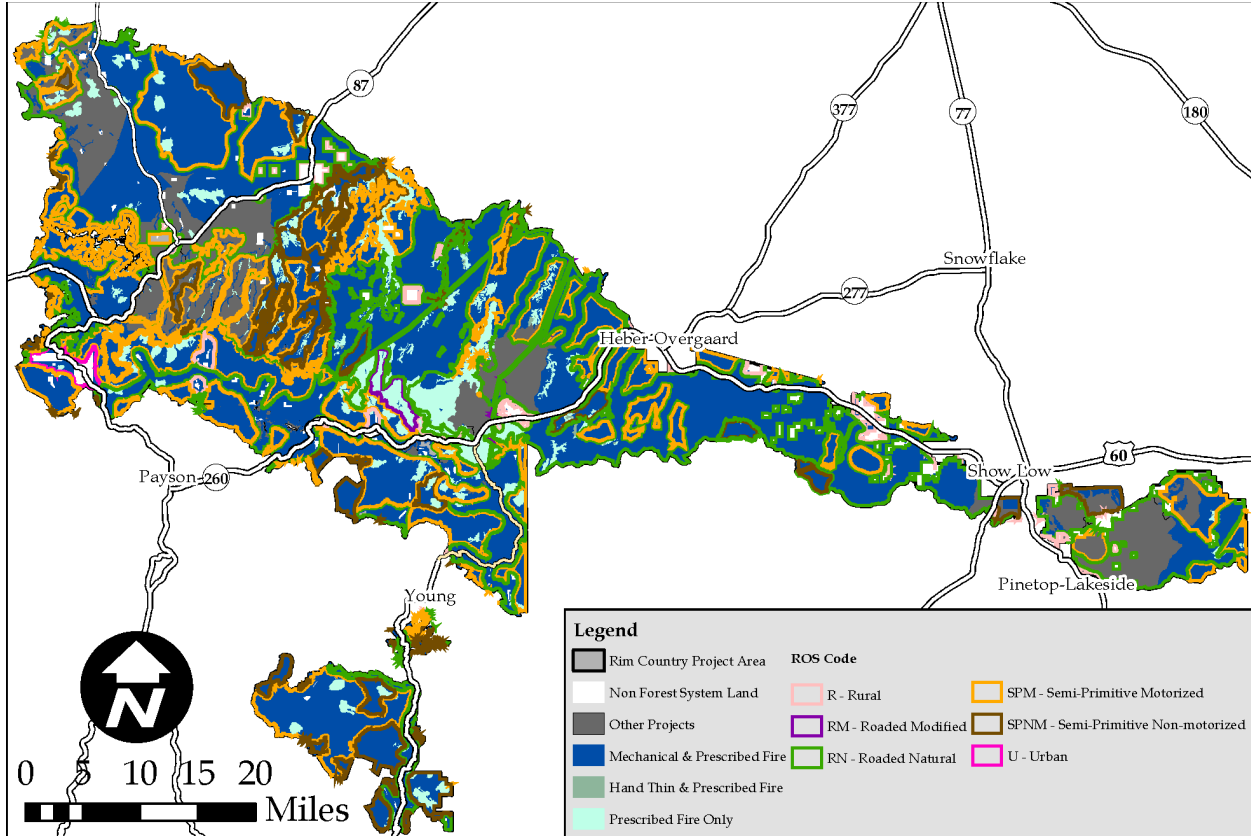 87
377
77
180
Snowflake
277
Heber-Overgaard
60
Show Low
Payson
260
Pinetop-Lakeside
Young
N
0 5 10 15 20
Miles
Legend
Rim Country Project Area
Non Forest System Land
Other Projects
Mechanical & Prescribed Fire
Hand Thin & Prescribed Fire
Prescribed Fire Only
ROS Code
R - Rural
RM - Roaded Modified
RN - Roaded Natural
SPM - Semi-Primitive Motorized
SPNM - Semi-Primitive Non-motorized
U - Urban